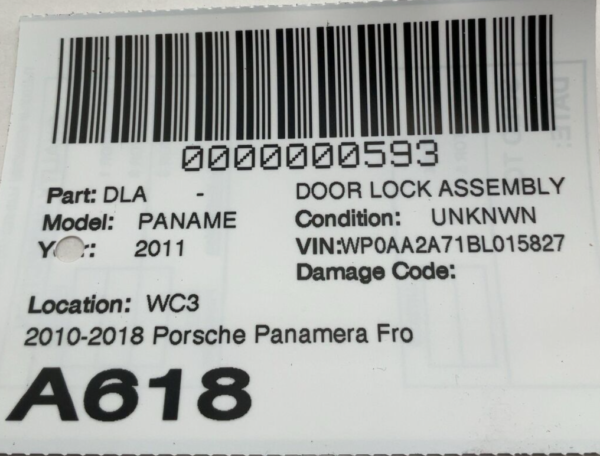 0000000593
Part: DLA - DOOR LOCK ASSEMBLY
Model: PANAME Condition: UNKNWN
2011 VIN:WP0AA2A71BL015827
Damage Code:
Location: WC3
2010-2018 Porsche Panamera Fro
A618
DATE: